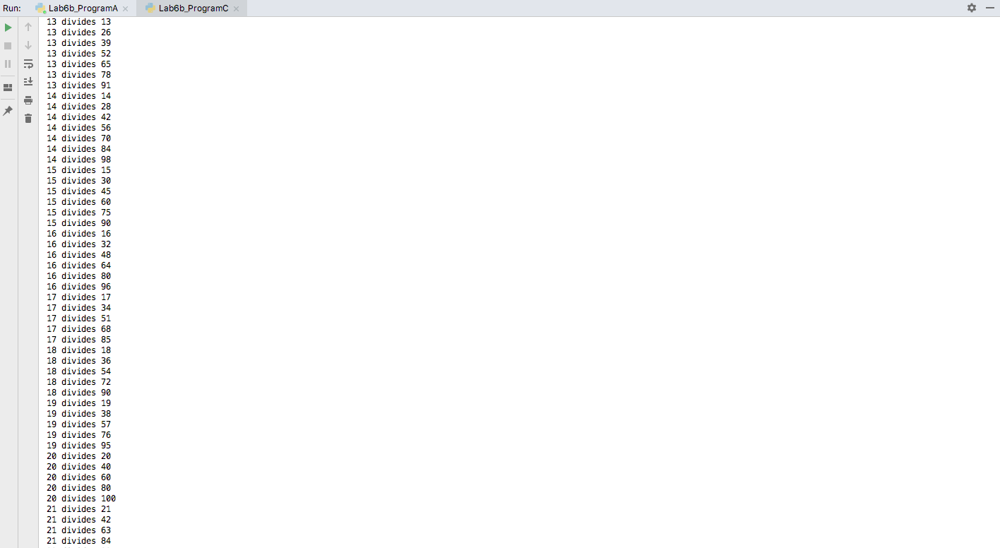 Run: Lab6b_ProgramA Lab6b_ProgramC
13 divides 13
13 divides 26
13 divides 39
13 divides 52
13 divides 65
13 divides 78
13 divides 91
14 divides 14
14 divides 28
14 divides 42
14 divides 56
14 divides 70
14 divides 84
14 divides 98
15 divides 15
15 divides 30
15 divides 45
15 divides 60
15 divides 75
15 divides 90
16 divides 16
16 divides 32
16 divides 48
16 divides 64
16 divides 80
16 divides 96
17 divides 17
17 divides 34
17 divides 51
17 divides 68
17 divides 85
18 divides 18
18 divides 36
18 divides 54
18 divides 72
18 divides 90
19 divides 19
19 divides 38
19 divides 57
19 divides 76
19 divides 95
20 divides 20
20 divides 40
20 divides 60
20 divides 80
20 divides 100
21 divides 21
21 divides 42
21 divides 63
21 divides 84